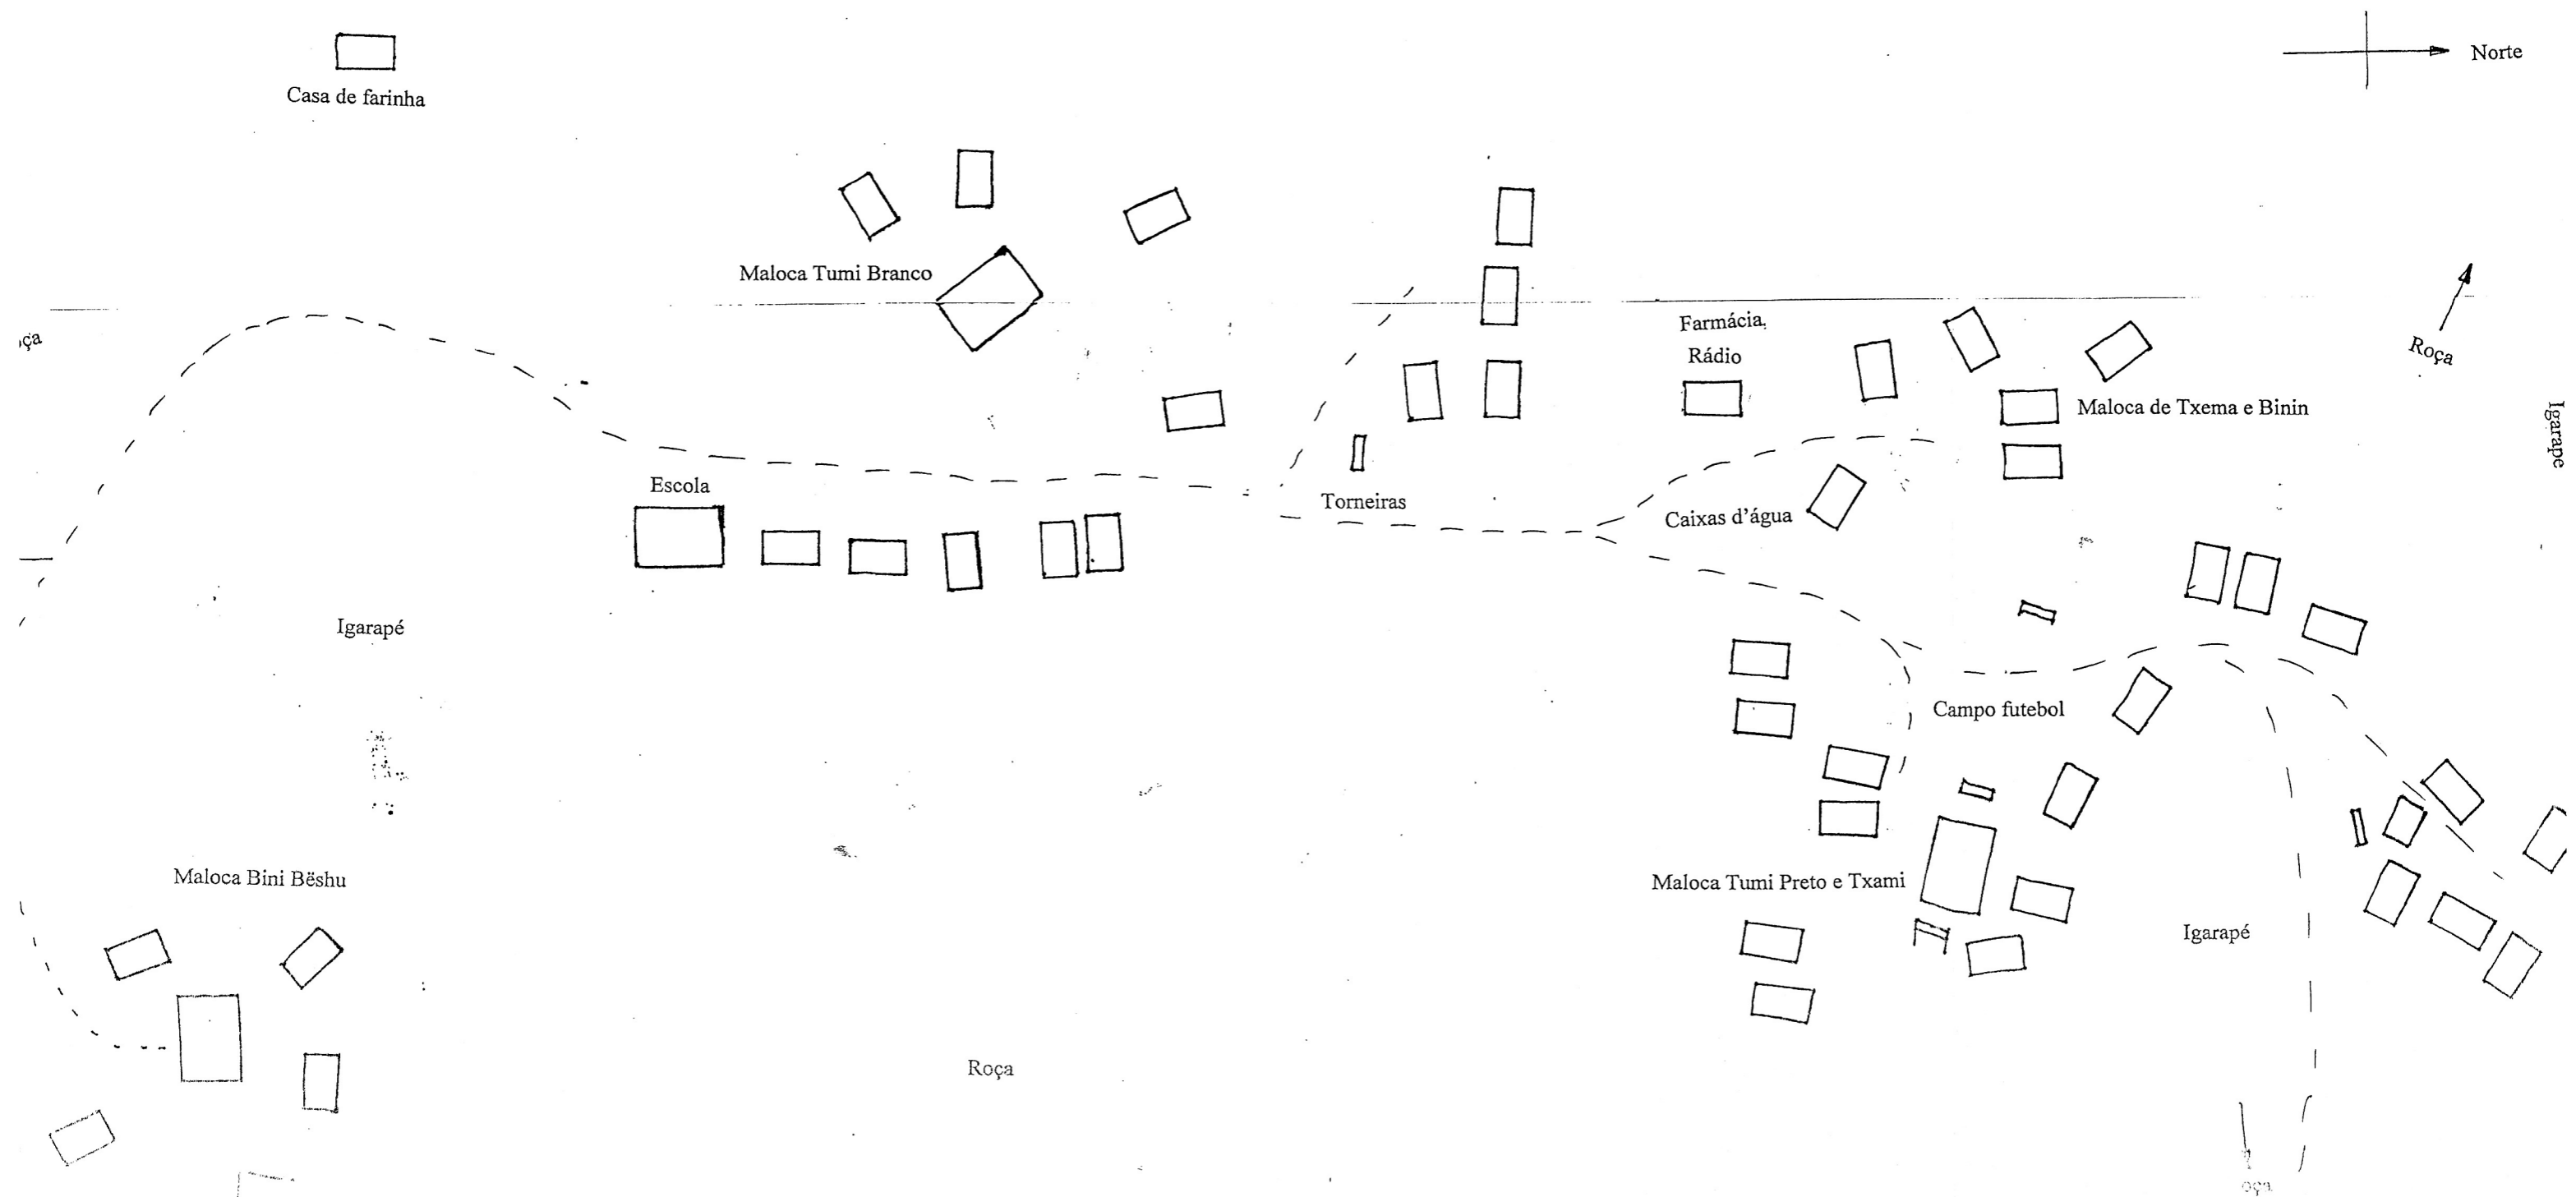 Norte
Casa de farinha
Maloca Tumi Branco
Farmácia,
Rádio
Roça
Maloca de Txema e Binin
Igarape
Escola
Torneiras
Caixas d'água
Igarapé
Campo futebol
Maloca Bini Bëshu
Maloca Tumi Preto e Txami
Igarapé
Roça